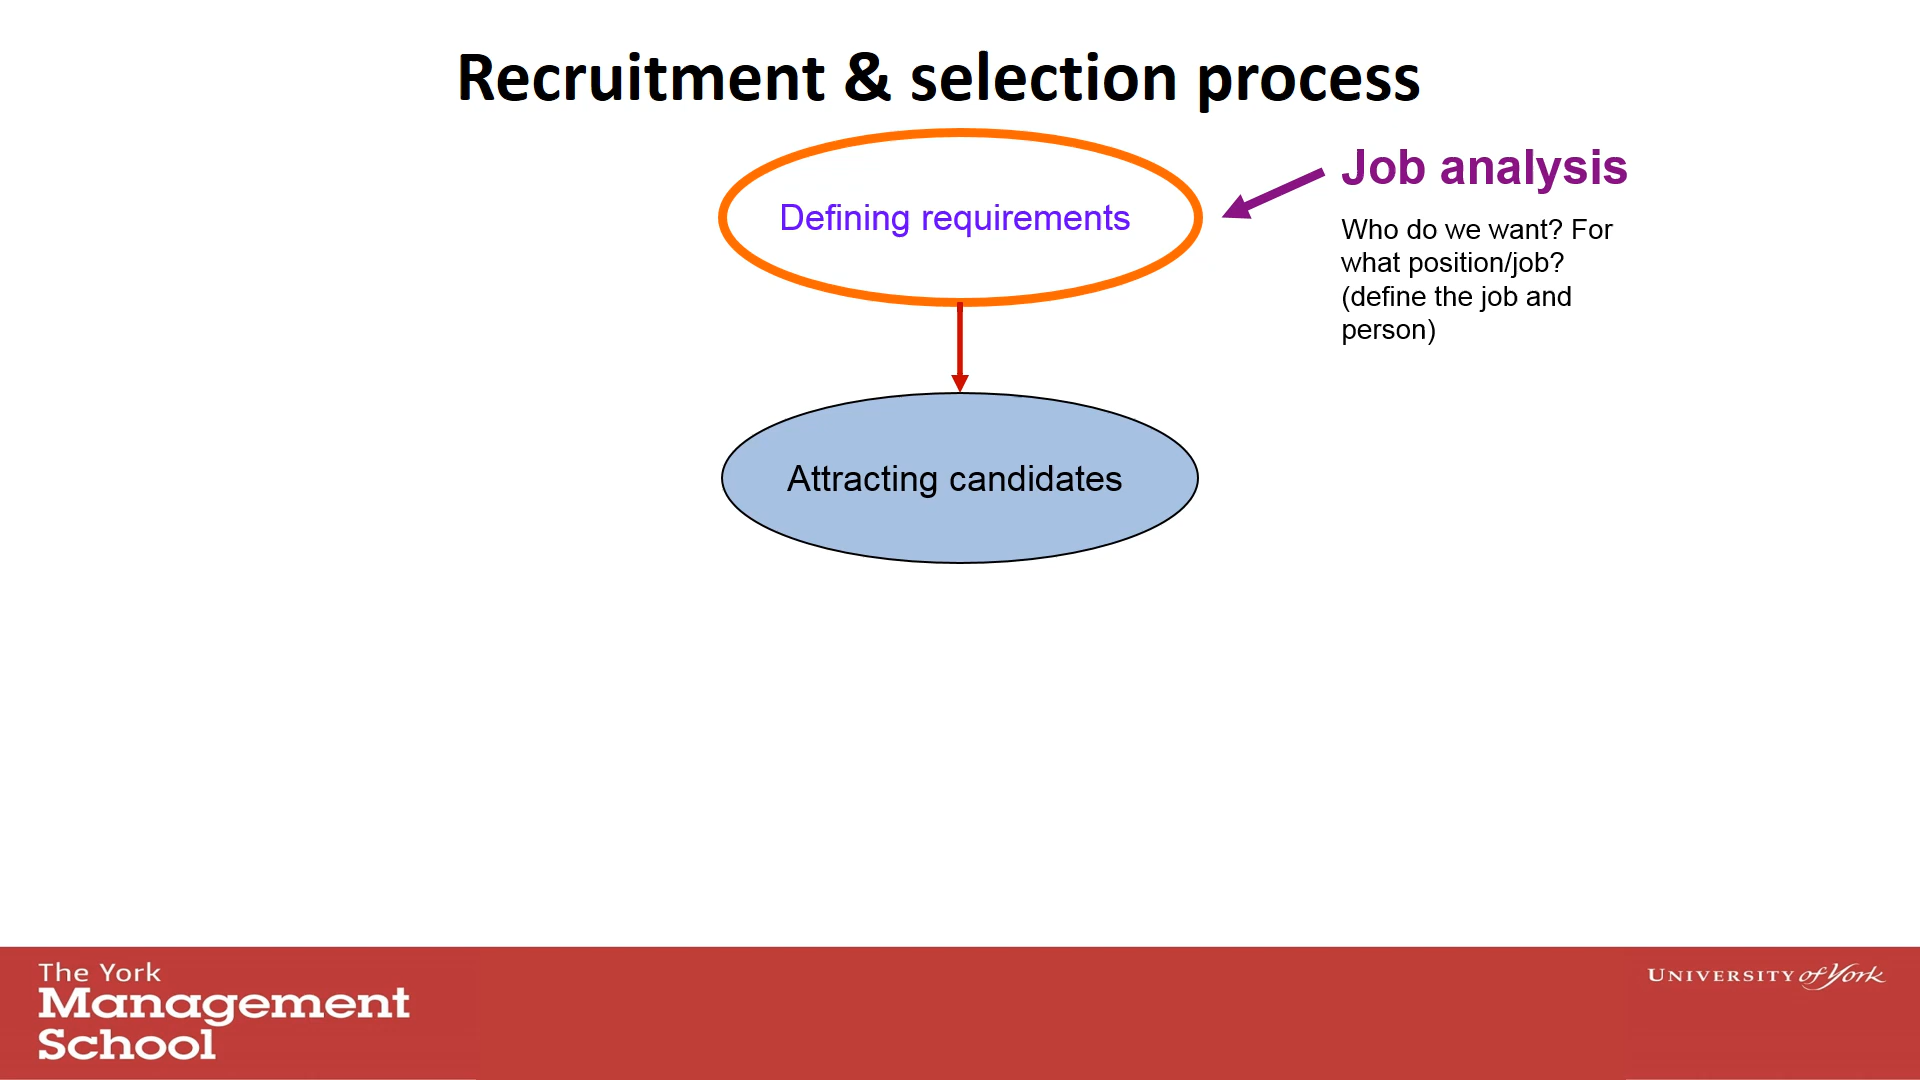 Recruitment & selection process
Defining requirements
Job analysis
Who do we want? For
what position/job?
(define the job and
person)
Attracting candidates
The York
Management
School
UNIVERSITY of York